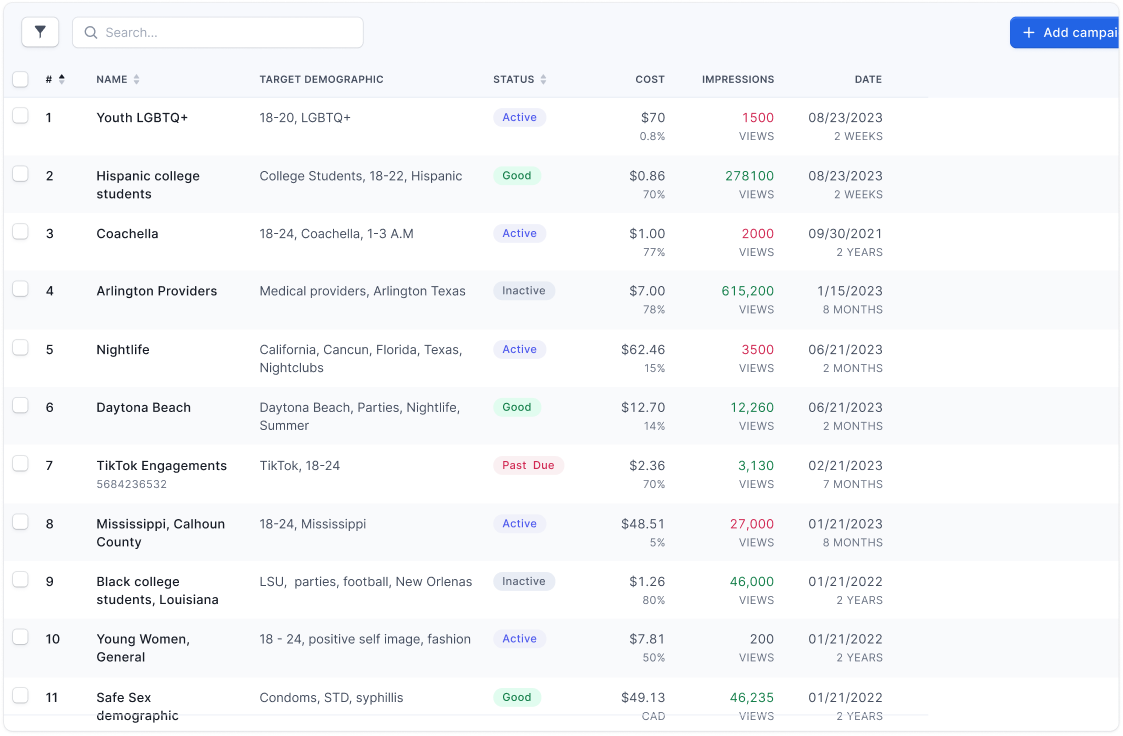 Search...
+ Add campai
# NAME TARGET DEMOGRAPHIC STATUS COST IMPRESSIONS DATE
1 Youth LGBTQ+ 18-20, LGBTQ+ Active $70 1500 08/23/2023
0.8% VIEWS 2 WEEKS
2 Hispanic college College Students, 18-22, Hispanic Good $0.86 278100 08/23/2023
students 70% VIEWS 2 WEEKS
3 Coachella 18-24, Coachella, 1-3 A.M Active $1.00 2000 09/30/2021
77% VIEWS 2 YEARS
4 Arlington Providers Medical providers, Arlington Texas Inactive $7.00 615,200 1/15/2023
78% VIEWS 8 MONTHS
5 Nightlife California, Cancun, Florida, Texas, Active $62.46 3500 06/21/2023
Nightclubs 15% VIEWS 2 MONTHS
6 Daytona Beach Daytona Beach, Parties, Nightlife, Good $12.70 12,260 06/21/2023
Summer 14% VIEWS 2 MONTHS
7 TikTok Engagements TikTok, 18-24 Past Due $2.36 3,130 02/21/2023
5684236532 70% VIEWS 7 MONTHS
8 Mississippi, Calhoun 18-24, Mississippi Active $48.51 27,000 01/21/2023
County 5% VIEWS 8 MONTHS
9 Black college LSU, parties, football, New Orlenas Inactive $1.26 46,000 01/21/2022
students, Louisiana 80% VIEWS 2 YEARS
10 Young Women, 18 - 24, positive self image, fashion Active $7.81 200 01/21/2022
General 50% VIEWS 2 YEARS
11 Safe Sex Condoms, STD, syphillis Good $49.13 46,235 01/21/2022
demographic CAD VIEWS 2 YEARS